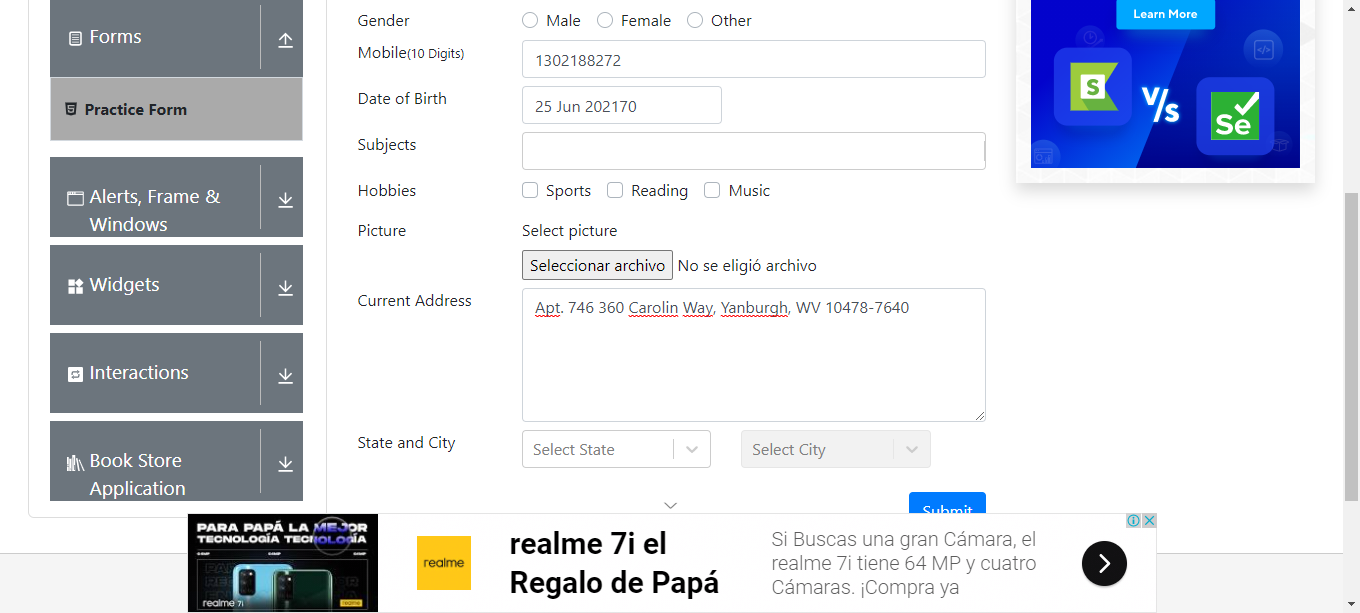 Forms
Practice Form
Alerts, Frame &
Windows
Widgets
Interactions
Book Store
Application
Gender
Male
Female
Other
Mobile(10 Digits)
1302188272
Date of Birth
25 Jun 202170
Subjects
Hobbies
Sports
Reading
Music
Picture
Select picture
Seleccionar archivo
No se eligió archivo
Current Address
Apt. 746 360 Carolin Way, Yanburgh, WV 10478-7640
State and City
Select State
Select City
Submit
Learn More
S
V/s
Se
PARA PAPÁ LA MEJOR
TECNOLOGÍA TECNOLOGÍA
realme 7i
realme
realme
realme 7i el
Regalo de Papá
Si Buscas una gran Cámara, el
realme 7i tiene 64 MP y cuatro
Cámaras. ¡Compra ya